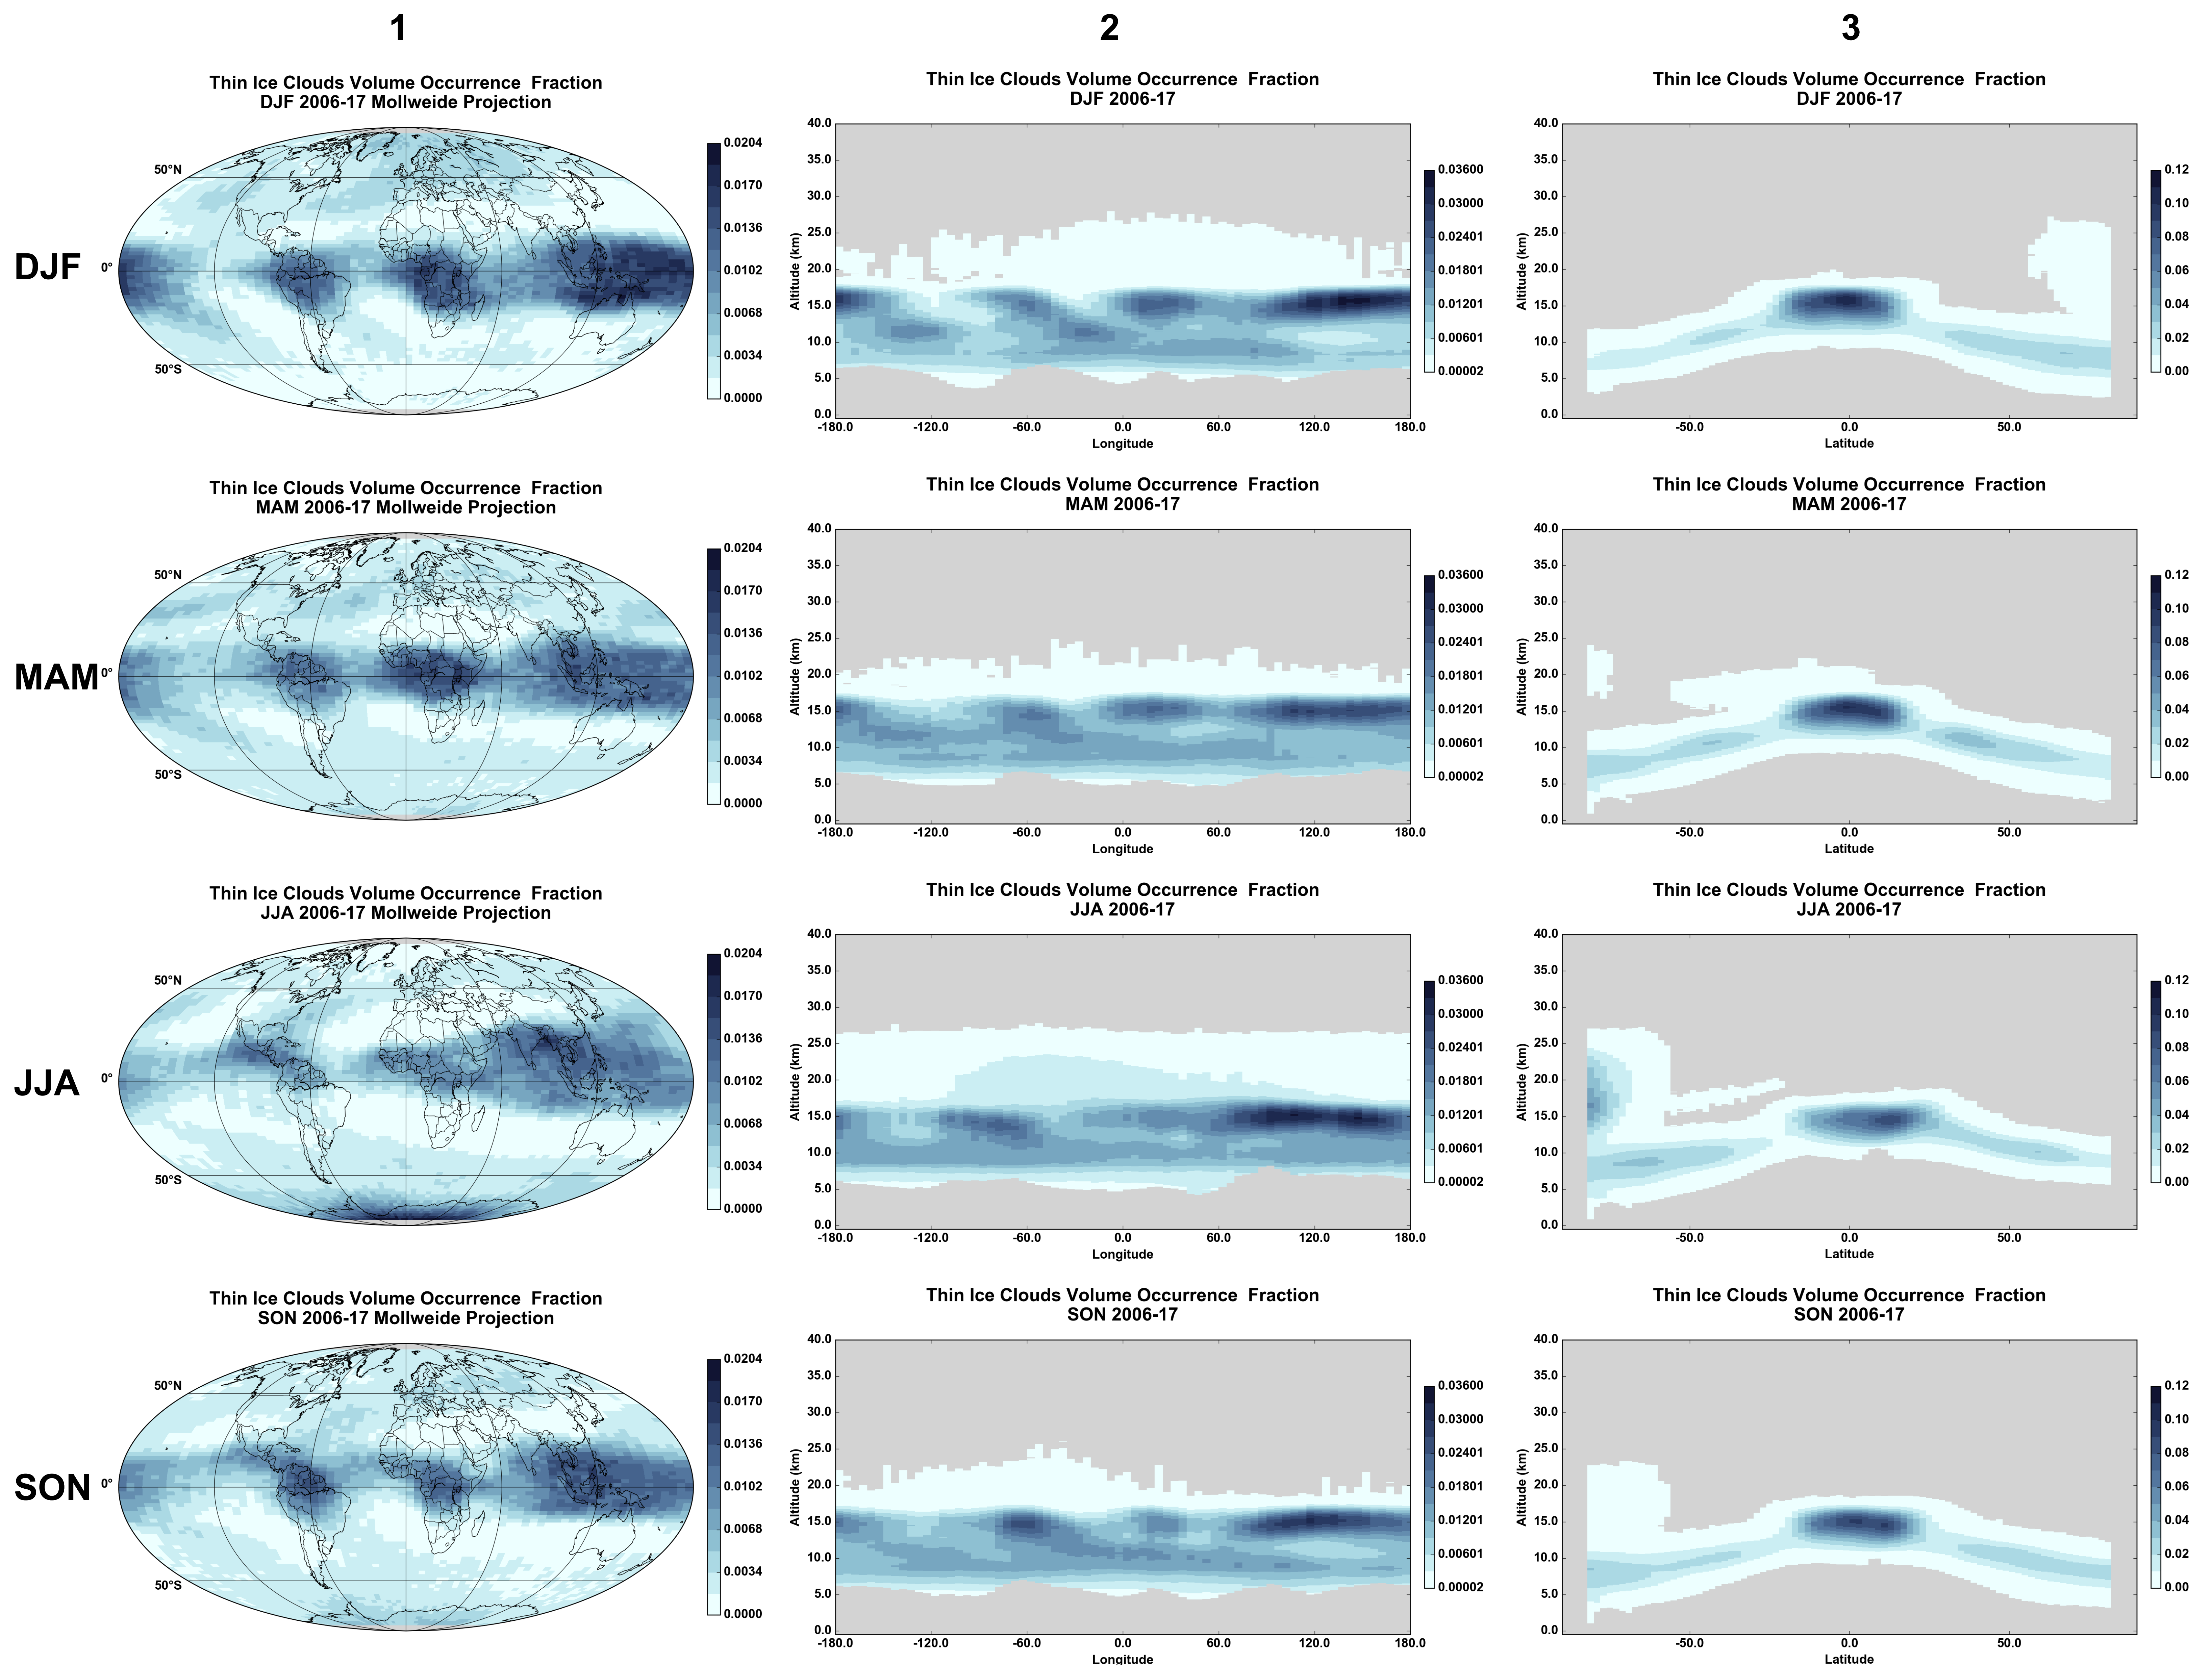 1
2
3
DJF
Thin Ice Clouds Volume Occurrence  Fraction
DJF 2006-17 Mollweide Projection
50°N
0°
50°S
0.0204
0.0170
0.0136
0.0102
0.0068
0.0034
0.0000
Thin Ice Clouds Volume Occurrence  Fraction
DJF 2006-17
Altitude (km)
40.0
35.0
30.0
25.0
20.0
15.0
10.0
5.0
0.0
-180.0 -120.0 -60.0 0.0 60.0 120.0 180.0
Longitude
0.03600
0.03000
0.02401
0.01801
0.01201
0.00601
0.00002
Thin Ice Clouds Volume Occurrence  Fraction
DJF 2006-17
Altitude (km)
40.0
35.0
30.0
25.0
20.0
15.0
10.0
5.0
0.0
-50.0 0.0 50.0
Latitude
0.12
0.10
0.08
0.06
0.04
0.02
0.00
MAM
Thin Ice Clouds Volume Occurrence  Fraction
MAM 2006-17 Mollweide Projection
50°N
0°
50°S
0.0204
0.0170
0.0136
0.0102
0.0068
0.0034
0.0000
Thin Ice Clouds Volume Occurrence  Fraction
MAM 2006-17
Altitude (km)
40.0
35.0
30.0
25.0
20.0
15.0
10.0
5.0
0.0
-180.0 -120.0 -60.0 0.0 60.0 120.0 180.0
Longitude
0.03600
0.03000
0.02401
0.01801
0.01201
0.00601
0.00002
Thin Ice Clouds Volume Occurrence  Fraction
MAM 2006-17
Altitude (km)
40.0
35.0
30.0
25.0
20.0
15.0
10.0
5.0
0.0
-50.0 0.0 50.0
Latitude
0.12
0.10
0.08
0.06
0.04
0.02
0.00
JJA
Thin Ice Clouds Volume Occurrence  Fraction
JJA 2006-17 Mollweide Projection
50°N
0°
50°S
0.0204
0.0170
0.0136
0.0102
0.0068
0.0034
0.0000
Thin Ice Clouds Volume Occurrence  Fraction
JJA 2006-17
Altitude (km)
40.0
35.0
30.0
25.0
20.0
15.0
10.0
5.0
0.0
-180.0 -120.0 -60.0 0.0 60.0 120.0 180.0
Longitude
0.03600
0.03000
0.02401
0.01801
0.01201
0.00601
0.00002
Thin Ice Clouds Volume Occurrence  Fraction
JJA 2006-17
Altitude (km)
40.0
35.0
30.0
25.0
20.0
15.0
10.0
5.0
0.0
-50.0 0.0 50.0
Latitude
0.12
0.10
0.08
0.06
0.04
0.02
0.00
SON
Thin Ice Clouds Volume Occurrence  Fraction
SON 2006-17 Mollweide Projection
50°N
0°
50°S
0.0204
0.0170
0.0136
0.0102
0.0068
0.0034
0.0000
Thin Ice Clouds Volume Occurrence  Fraction
SON 2006-17
Altitude (km)
40.0
35.0
30.0
25.0
20.0
15.0
10.0
5.0
0.0
-180.0 -120.0 -60.0 0.0 60.0 120.0 180.0
Longitude
0.03600
0.03000
0.02401
0.01801
0.01201
0.00601
0.00002
Thin Ice Clouds Volume Occurrence  Fraction
SON 2006-17
Altitude (km)
40.0
35.0
30.0
25.0
20.0
15.0
10.0
5.0
0.0
-50.0 0.0 50.0
Latitude
0.12
0.10
0.08
0.06
0.04
0.02
0.00